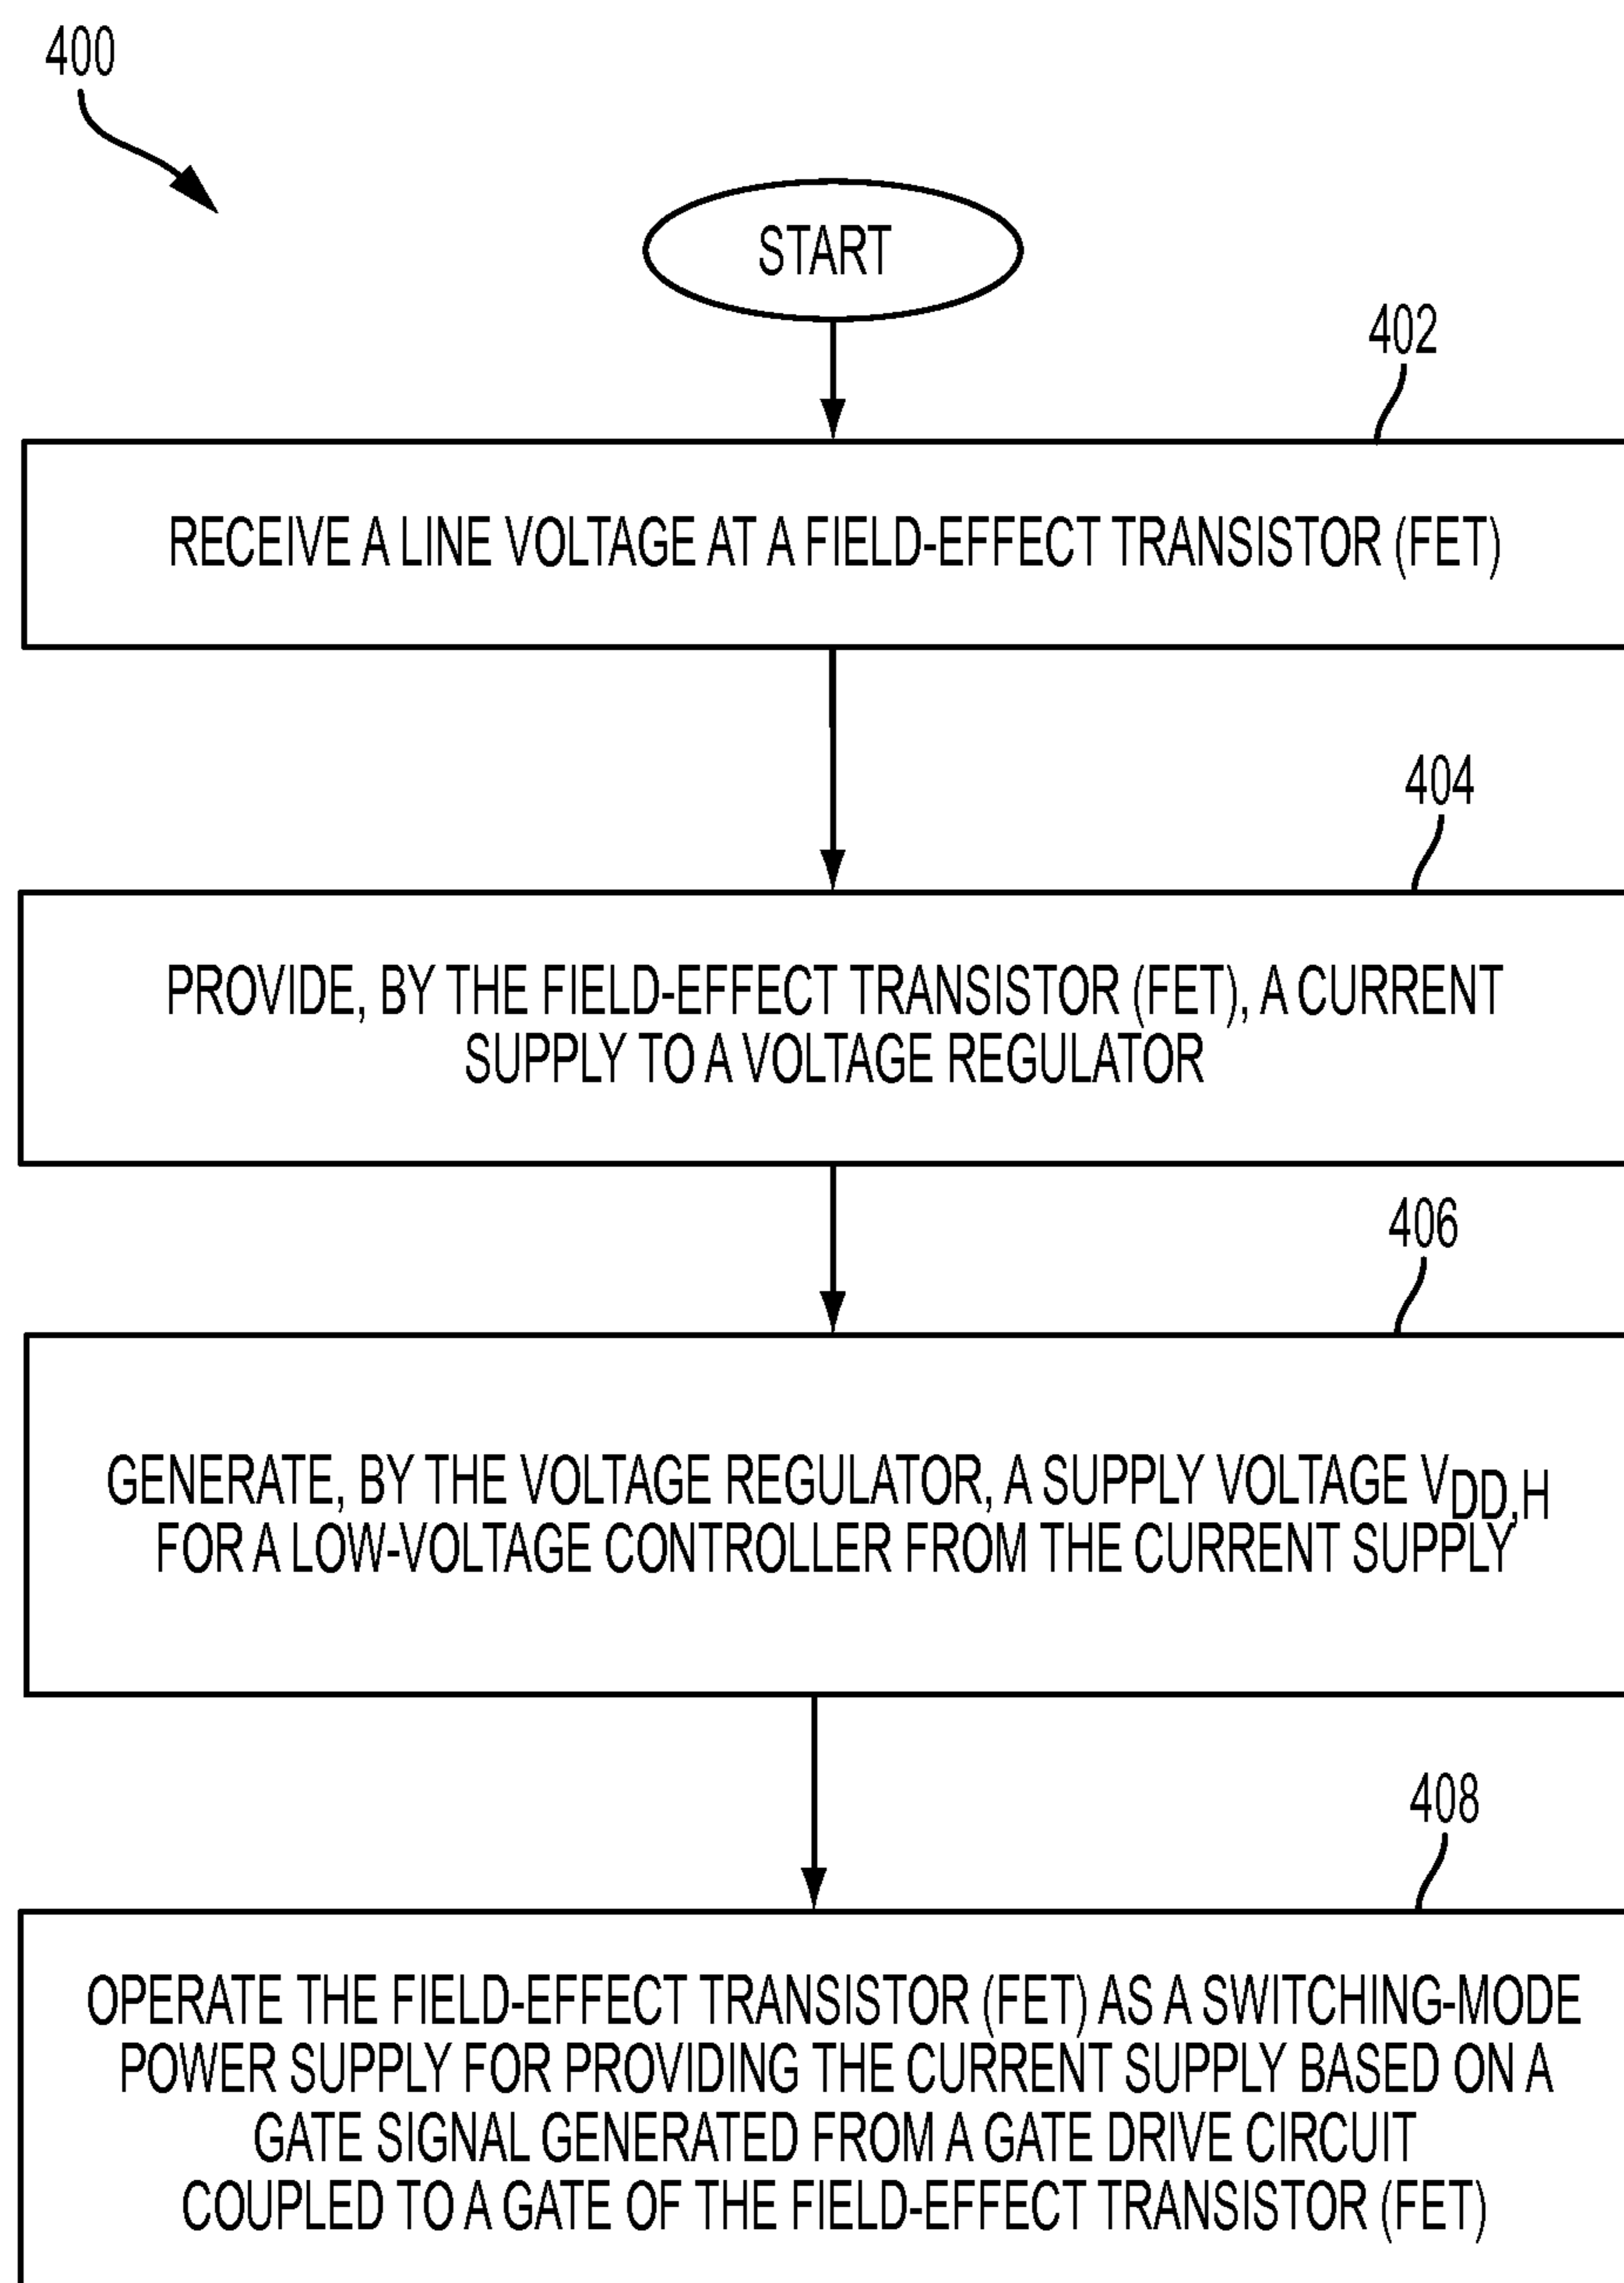 400
START
402
RECEIVE A LINE VOLTAGE AT A FIELD-EFFECT TRANSISTOR (FET)
404
PROVIDE, BY THE FIELD-EFFECT TRANSISTOR (FET), A CURRENT
SUPPLY TO A VOLTAGE REGULATOR
406
GENERATE, BY THE VOLTAGE REGULATOR, A SUPPLY VOLTAGE VDD,H
FOR A LOW-VOLTAGE CONTROLLER FROM THE CURRENT SUPPLY
408
OPERATE THE FIELD-EFFECT TRANSISTOR (FET) AS A SWITCHING-MODE
POWER SUPPLY FOR PROVIDING THE CURRENT SUPPLY BASED ON A
GATE SIGNAL GENERATED FROM A GATE DRIVE CIRCUIT
COUPLED TO A GATE OF THE FIELD-EFFECT TRANSISTOR (FET)